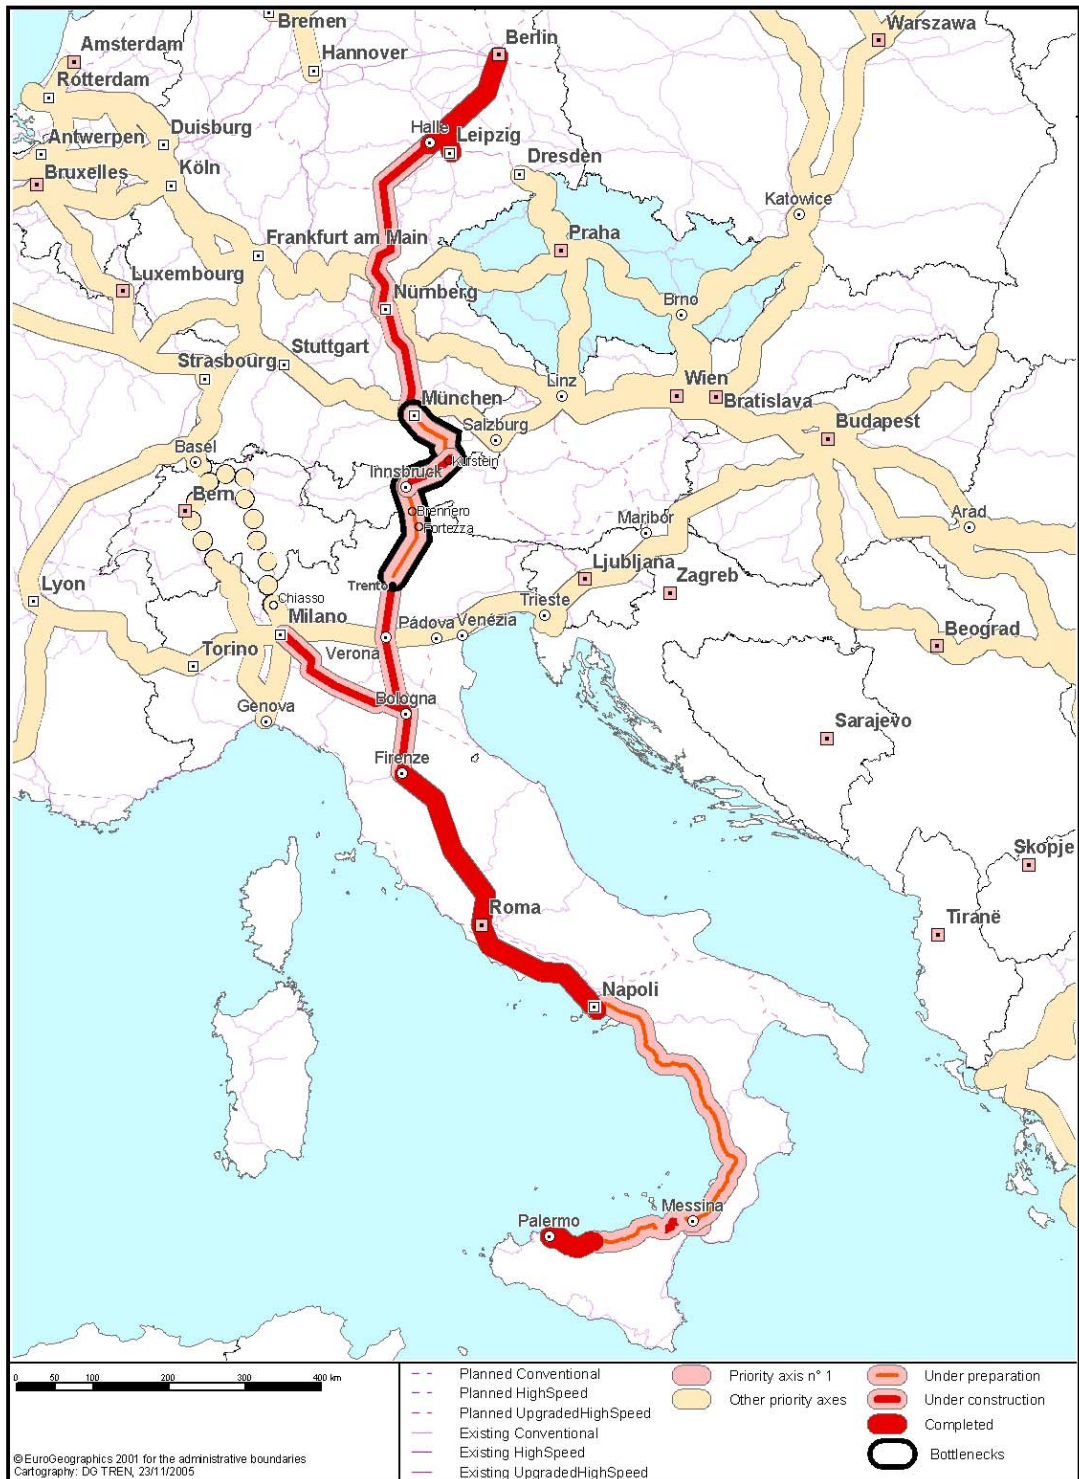 Bremen
Warszawa
Berlin
Amsterdam
Hannover
Rotterdam
Halle
Duisburg
Leipzig
Antwerpen
Dresden
Bruxelles
Köln
Katowice
Praha
Frankfurt am Main
Luxembourg
Nürnberg
Brno
Stuttgart
Strasbourg
Linz
Wien
München
Bratislava
Salzburg
Budapest
Basel
Kufstein
Innsbruck
Bern
Brennero
Arad
Maribor
Fortezza
Ljubljana
Lyon
Trento
Zagreb
Chiasso
Trieste
Milano
Pádova
Venézia
Beograd
Torino
Verona
Bologna
Genova
Sarajevo
Firenze
Skopje
Roma
Tiranë
Napoli
Messina
Palermo
0 50 100 200 300 400 km
Planned Conventional
Planned HighSpeed
Planned UpgradedHighSpeed
Existing Conventional
Existing HighSpeed
Existing UpgradedHighSpeed
Priority axis n° 1
Other priority axes
Under preparation
Under construction
Completed
Bottlenecks
© EuroGeographics 2001 for the administrative boundaries
Cartography: DG TREN, 23/11/2005